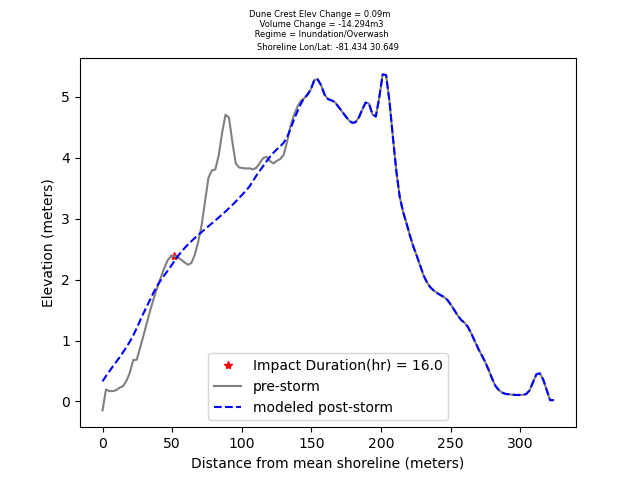 Dune Crest Elev Change = 0.09m
Volume Change = -14.294m3
Regime = Inundation/Overwash
Shoreline Lon/Lat: -81.434 30.649
Elevation (meters)
5
4
3
2
1
0
Impact Duration(hr) = 16.0
pre-storm
modeled post-storm
0 50 100 150 200 250 300
Distance from mean shoreline (meters)